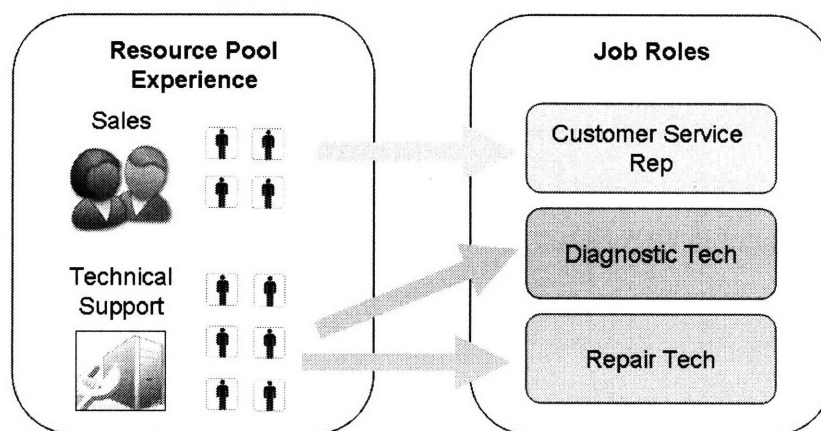 Resource Pool
Experience
Sales
Technical
Support
Job Roles
Customer Service
Rep
Diagnostic Tech
Repair Tech